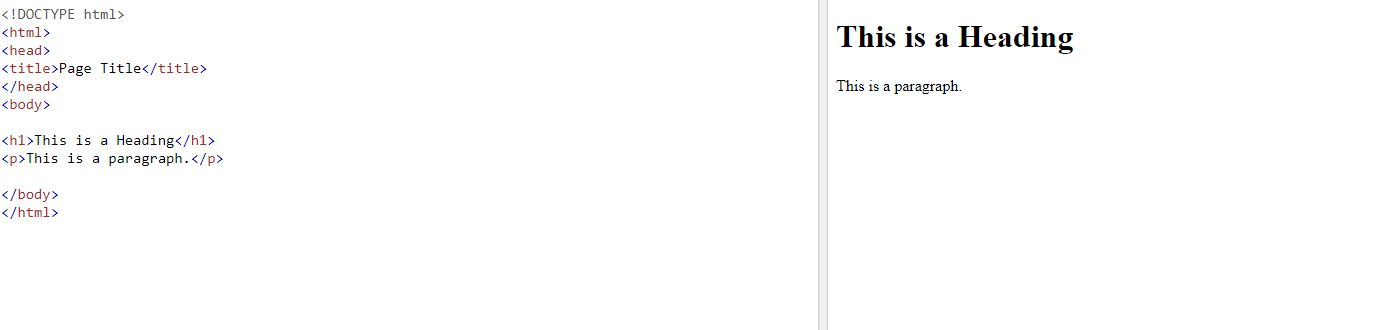 <!DOCTYPE html>
<html>
<head>
<title>Page Title</title>
</head>
<body>
<h1>This is a Heading</h1>
<p>This is a paragraph.</p>
</body>
</html>
This is a Heading
This is a paragraph.